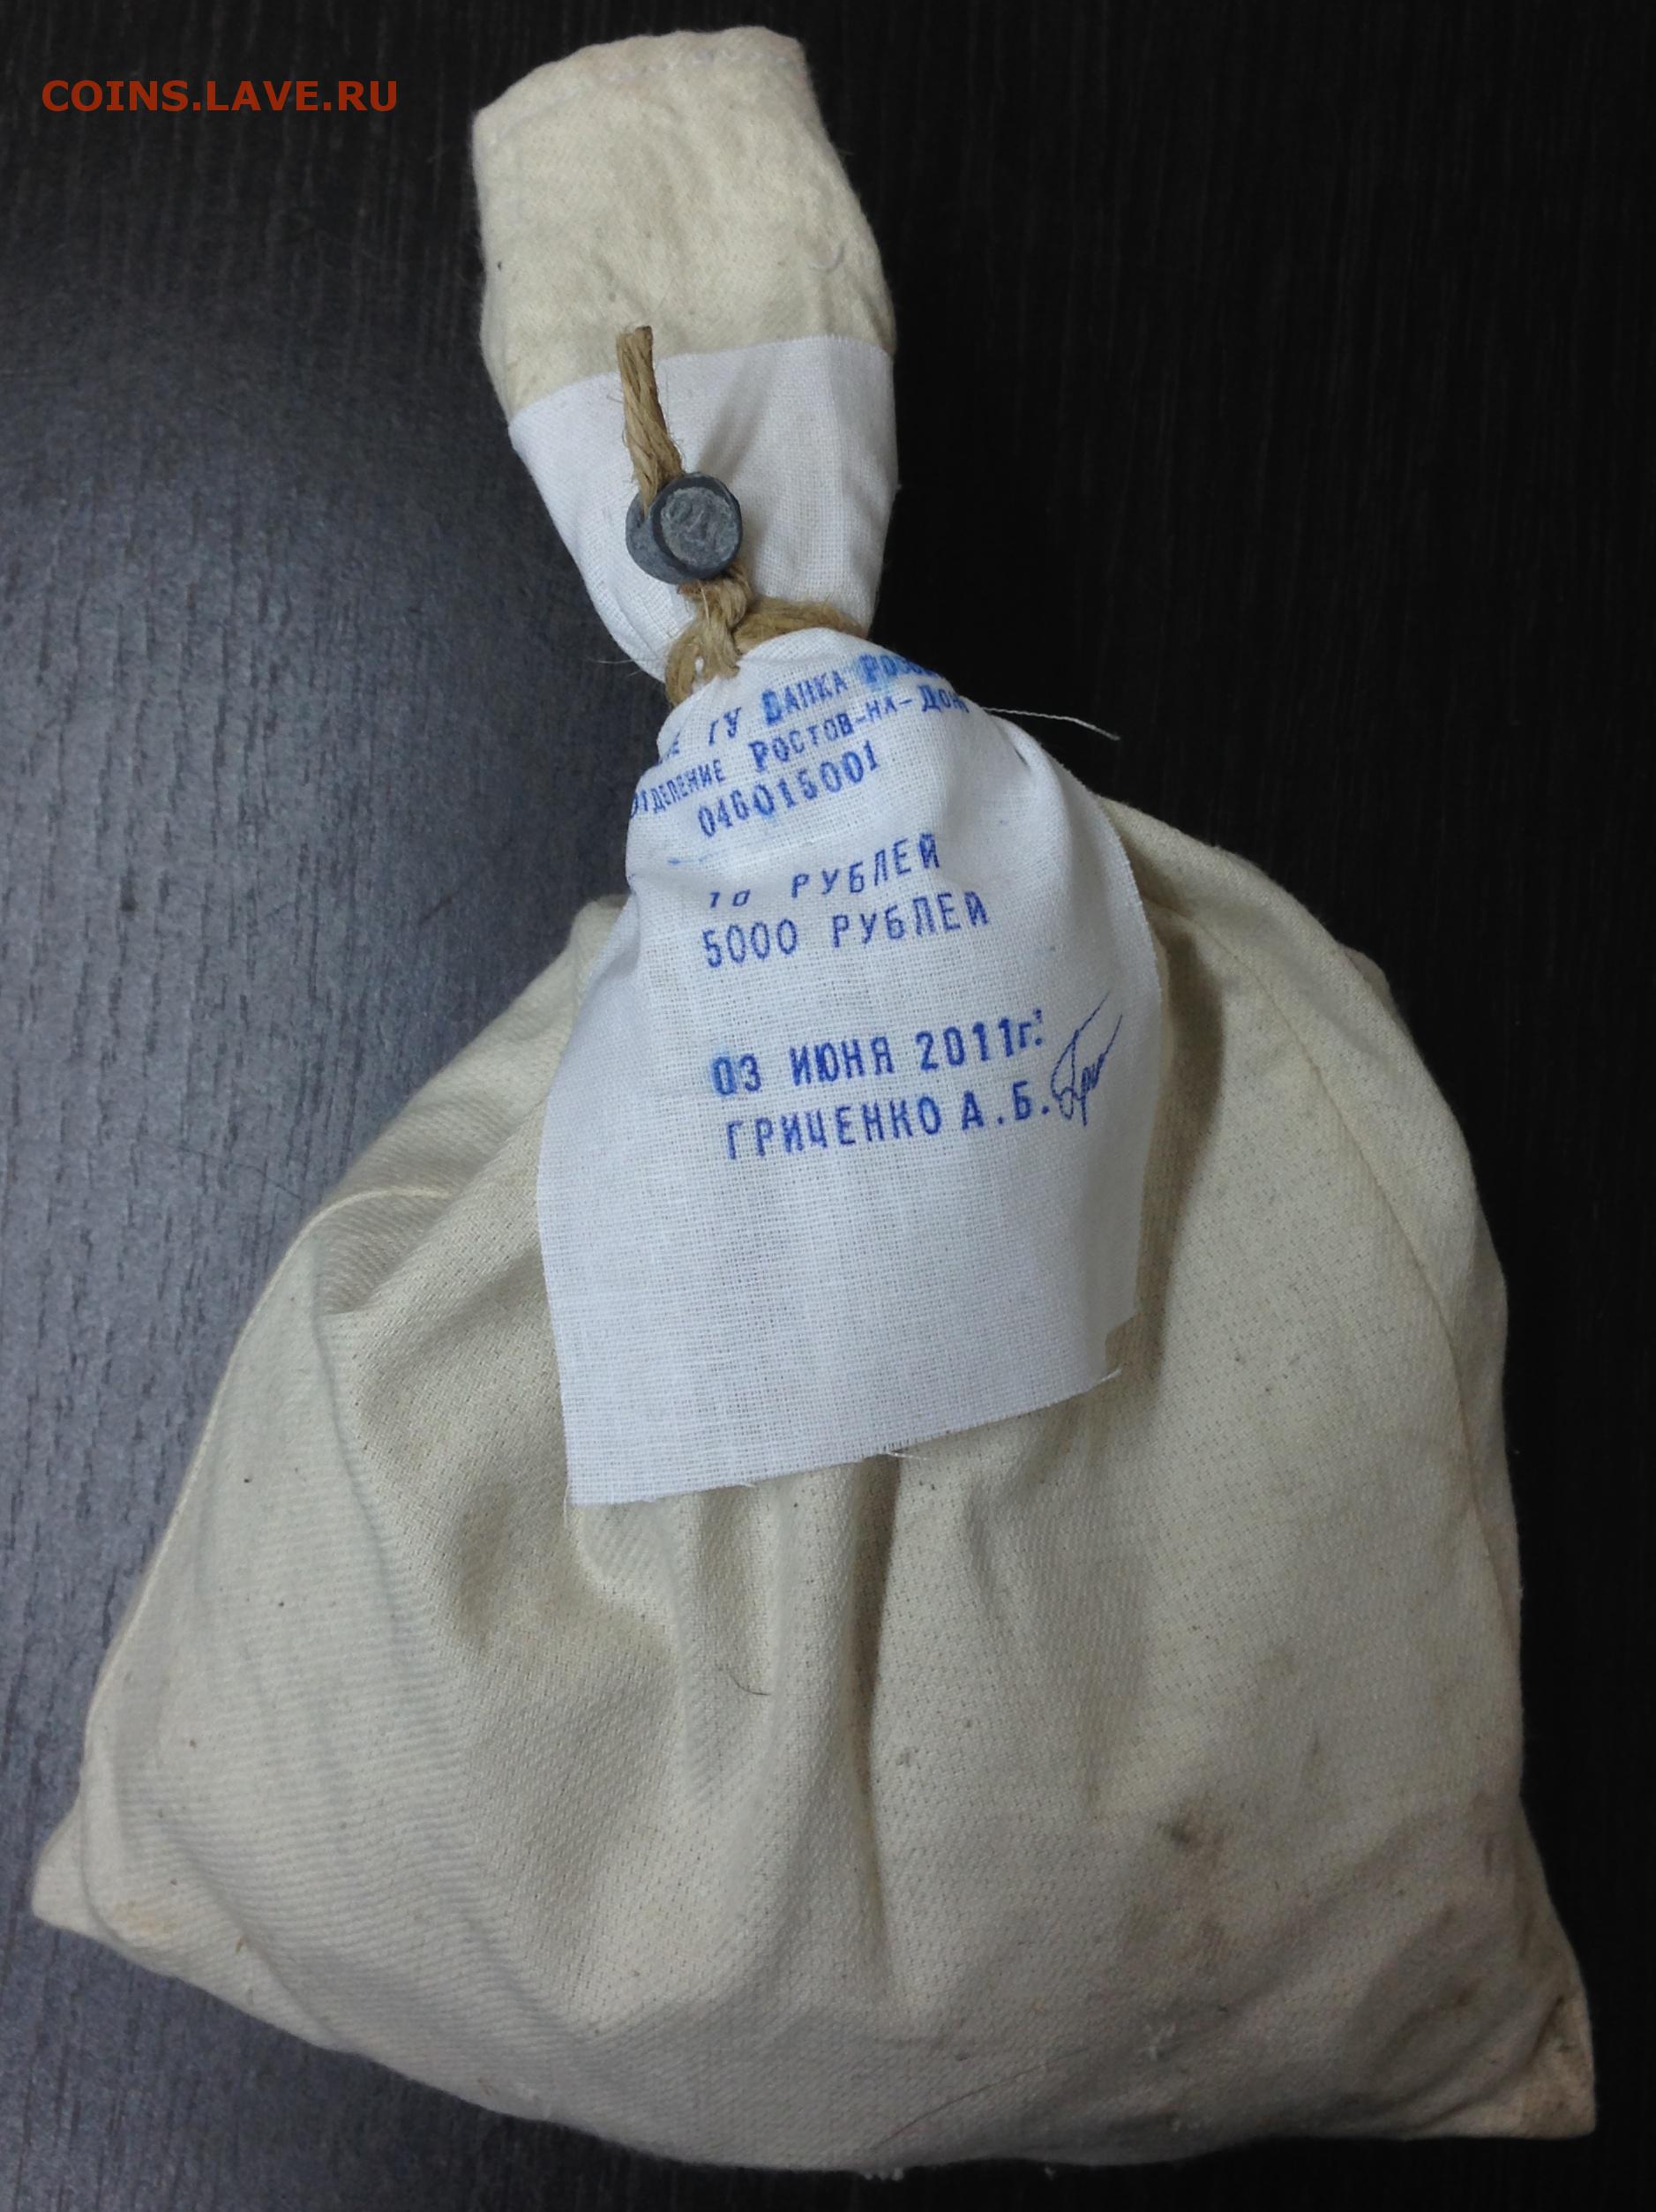 COINS.LAVE.RU
ГУ БАНКА
ОТДЕЛЕНИЕ РОСТОВ-НА-ДОНУ
046015001
10 РУБЛЕЙ
5000 РУБЛЕЙ
03 ИЮНЯ 2011г.
ГРИЦЕНКО А.Б.